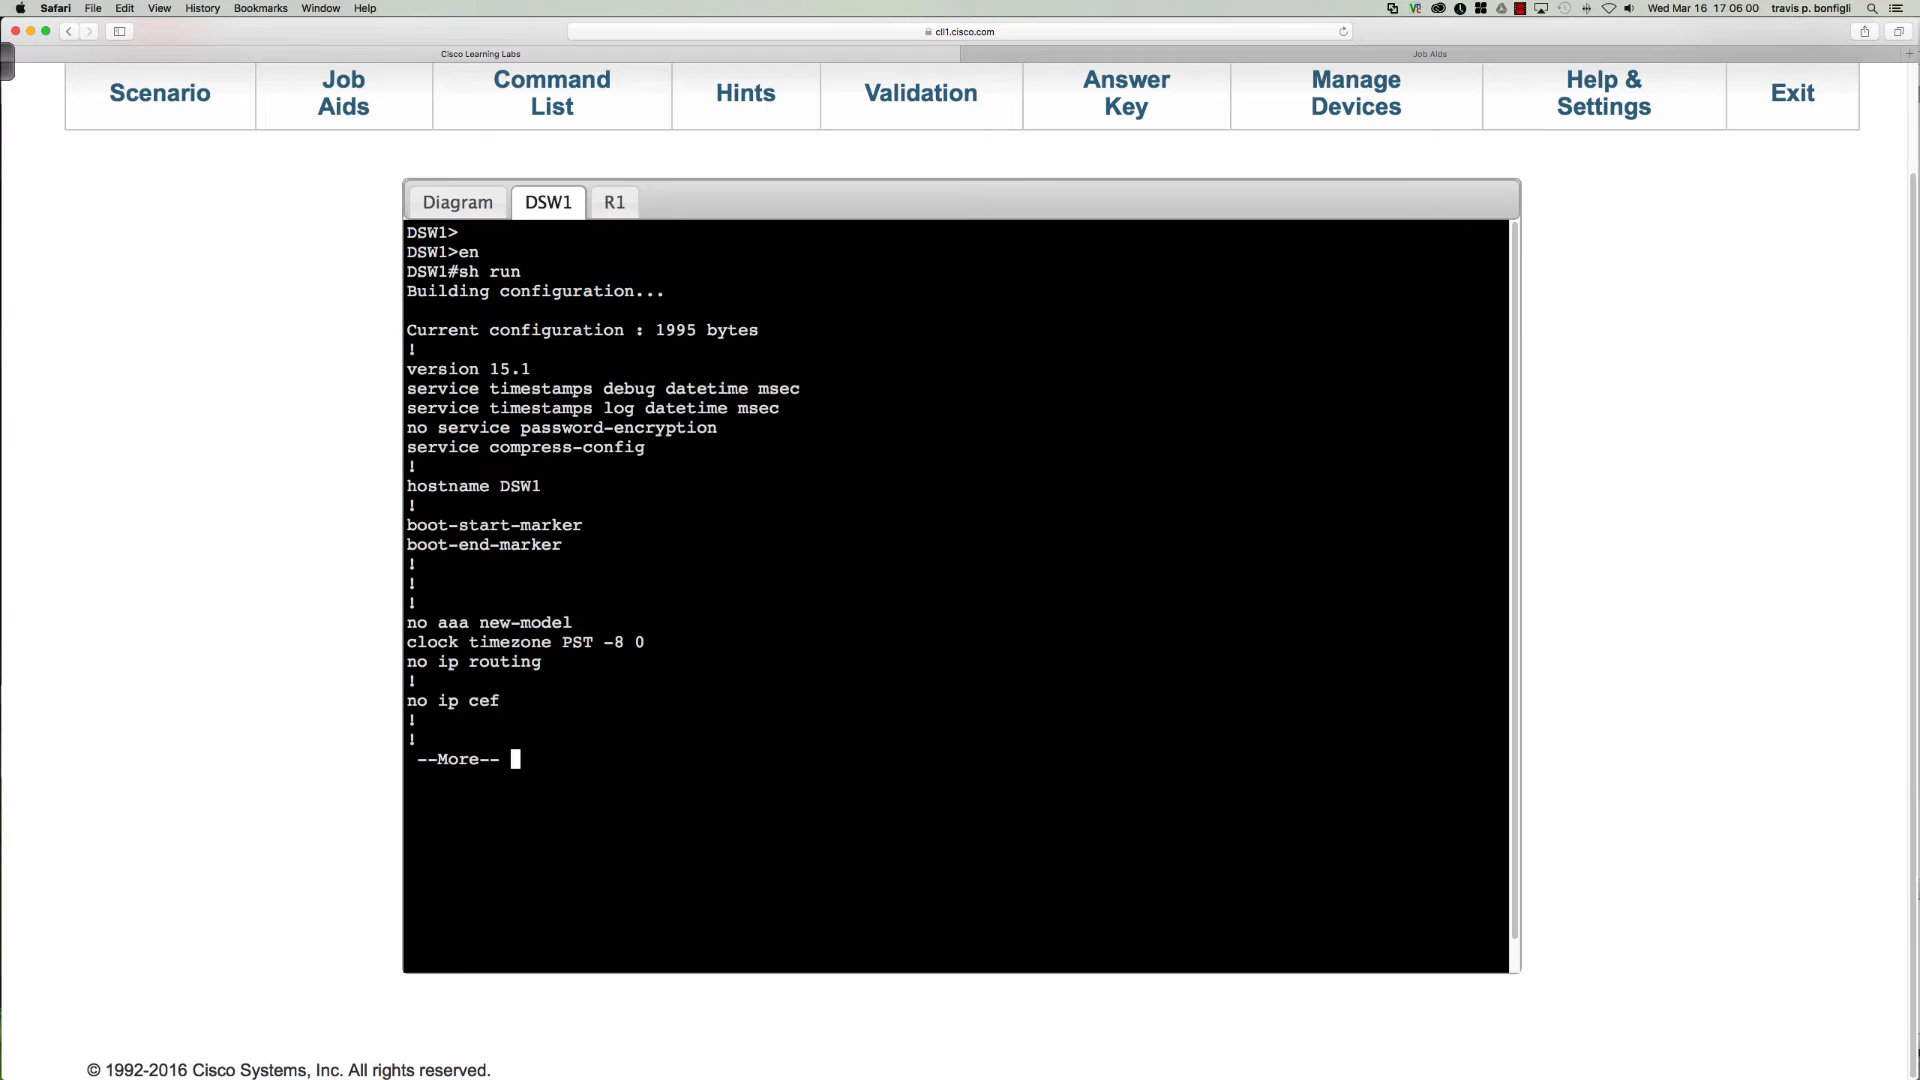 Safari File Edit View History Bookmarks Window Help Wed Mar 16 17 06 00 travis p. bonfigli
cll1.cisco.com
Cisco Learning Labs Job Aids
Scenario
Job
Aids
Command
List
Hints
Validation
Answer
Key
Manage
Devices
Help &
Settings
Exit
Diagram DSW1 R1
DSW1>
DSW1>en
DSW1#sh run
Building configuration...
Current configuration : 1995 bytes
!
version 15.1
service timestamps debug datetime msec
service timestamps log datetime msec
no service password-encryption
service compress-config
!
hostname DSW1
!
boot-start-marker
boot-end-marker
!
!
!
no aaa new-model
clock timezone PST -8 0
no ip routing
!
no ip cef
!
!
--More--
© 1992-2016 Cisco Systems, Inc. All rights reserved.